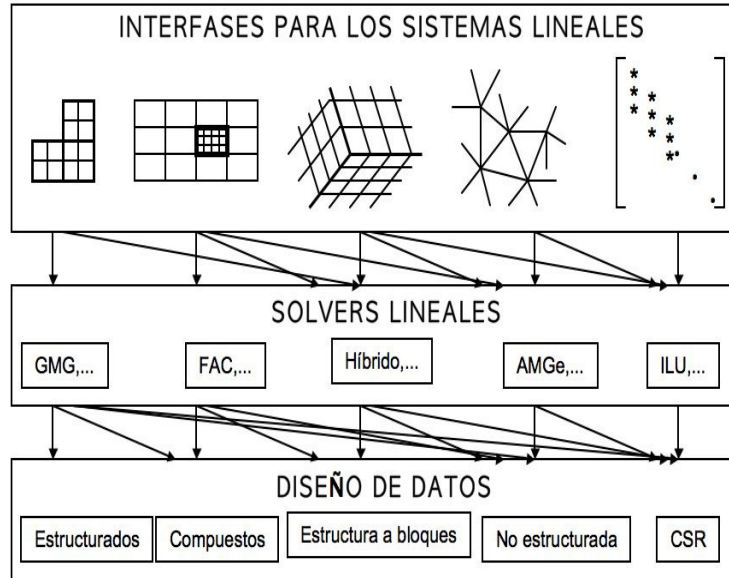 INTERFASES PARA LOS SISTEMAS LINEALES
SOLVERS LINEALES
GMG,...
FAC,...
Híbrido,...
AMGe,...
ILU,...
DISEÑO DE DATOS
Estructurados
Compuestos
Estructura a bloques
No estructurada
CSR